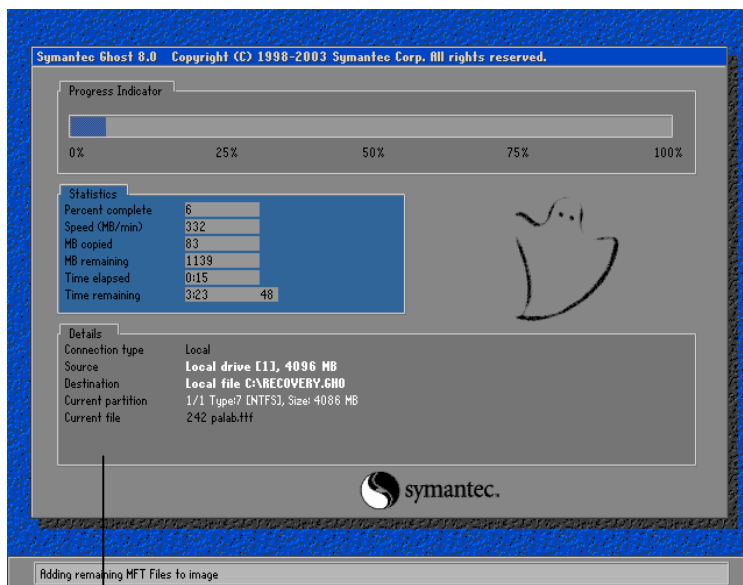 Symantec Ghost 8.0 Copyright (C) 1998-2003 Symantec Corp. All rights reserved.
Progress Indicator
0% 25% 50% 75% 100%
Statistics
Percent complete 6
Speed (MB/min) 332
MB copied 83
MB remaining 1139
Time elapsed 0:15
Time remaining 3:23 48
Details
Connection type Local
Source Local drive [1], 4096 MB
Destination Local file C:\RECOVERY.GHO
Current partition 1/1 Type:7 [NTFS], Size: 4086 MB
Current file 242 palab.ttf
symantec.
Adding remaining MFT Files to image